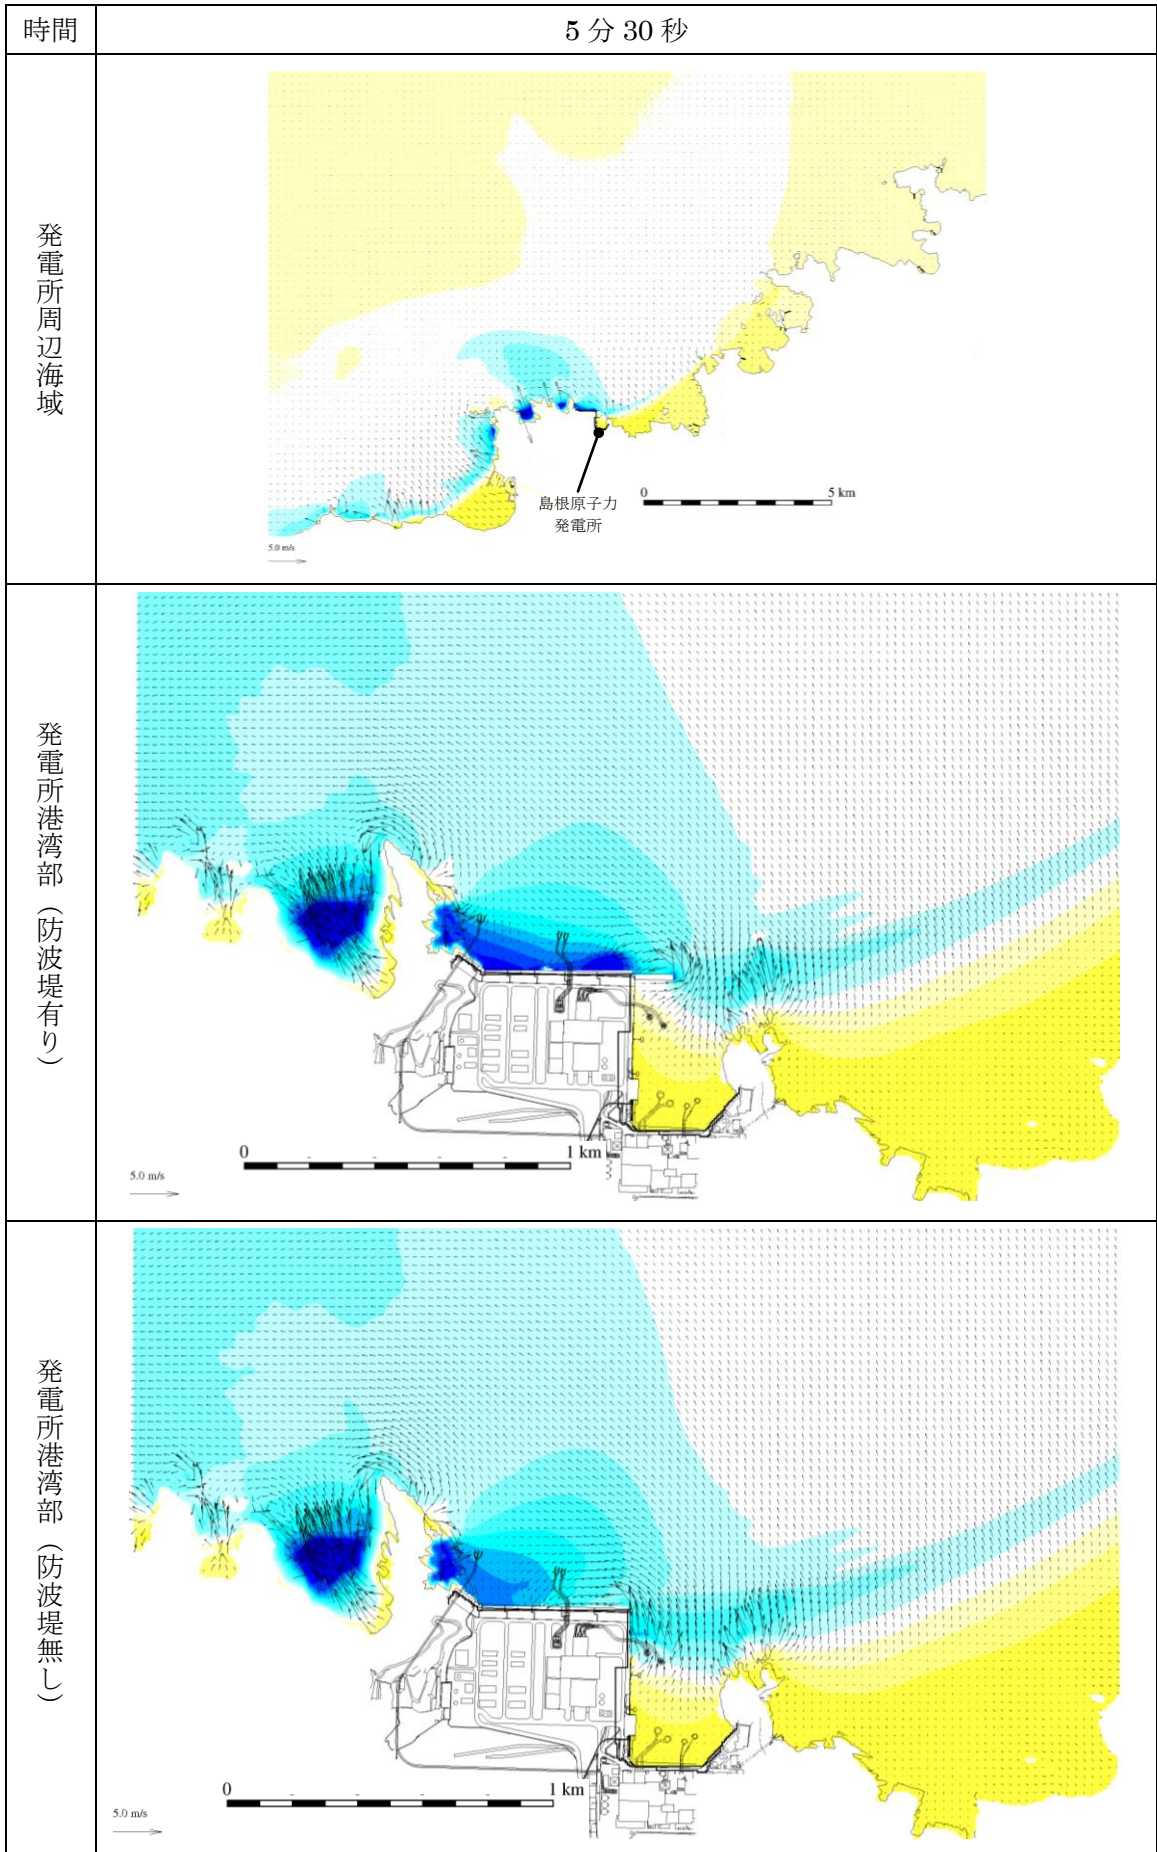 時間
5 分 30 秒
発電所周辺海域
島根原子力
発電所
0 5 km
5.0 m/s
発電所港湾部（防波堤有り）
0 1 km
5.0 m/s
発電所港湾部（防波堤無し）
0 1 km
5.0 m/s